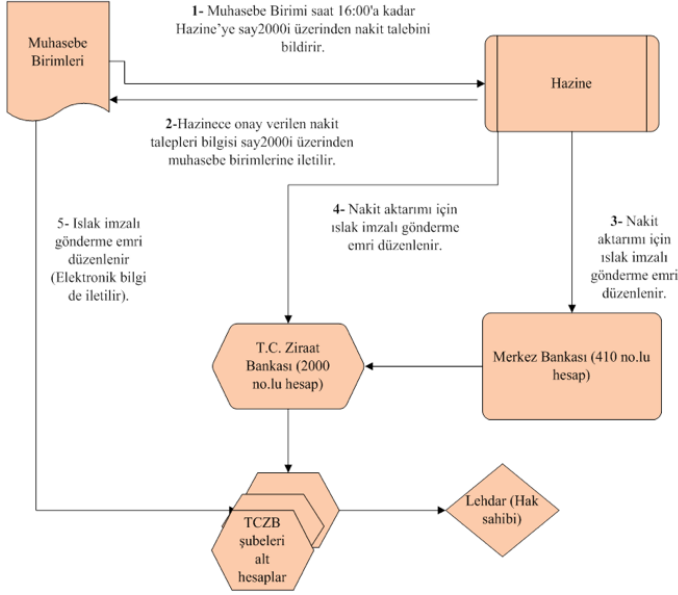 1- Muhasebe Birimi saat 16:00'a kadar
Hazine'ye say2000i üzerinden nakit talebini
bildirir.
Muhasebe
Birimleri
Hazine
2-Hazinece onay verilen nakit
talepleri bilgisi say2000i üzerinden
muhasebe birimlerine iletilir.
4- Nakit aktarımı için
ıslak imzalı gönderme
emri düzenlenir.
3- Nakit
aktarımı için
ıslak imzalı
gönderme emri
düzenlenir.
5- Islak imzalı
gönderme emri
düzenlenir
(Elektronik bilgi
de iletilir).
T.C. Ziraat
Bankası (2000
no.lu hesap)
Merkez Bankası (410 no.lu
hesap)
TCZB
şubeleri
alt
hesaplar
Lehdar (Hak
sahibi)